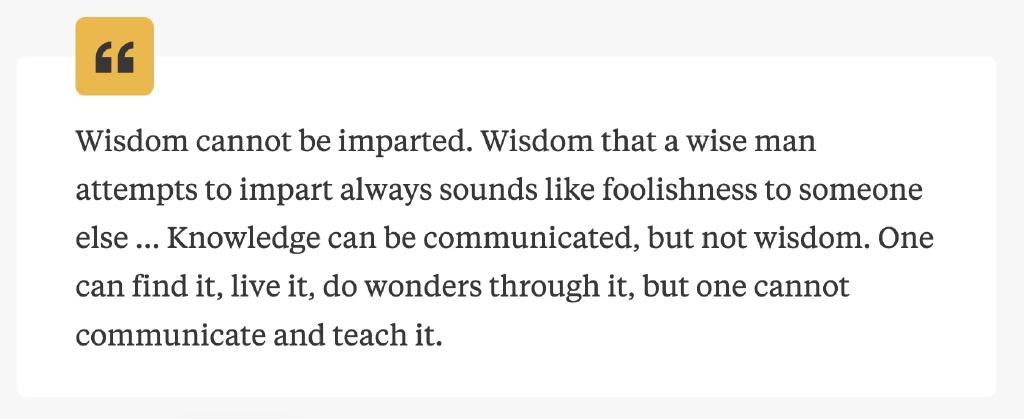 “
Wisdom cannot be imparted. Wisdom that a wise man
attempts to impart always sounds like foolishness to someone
else ... Knowledge can be communicated, but not wisdom. One
can find it, live it, do wonders through it, but one cannot
communicate and teach it.